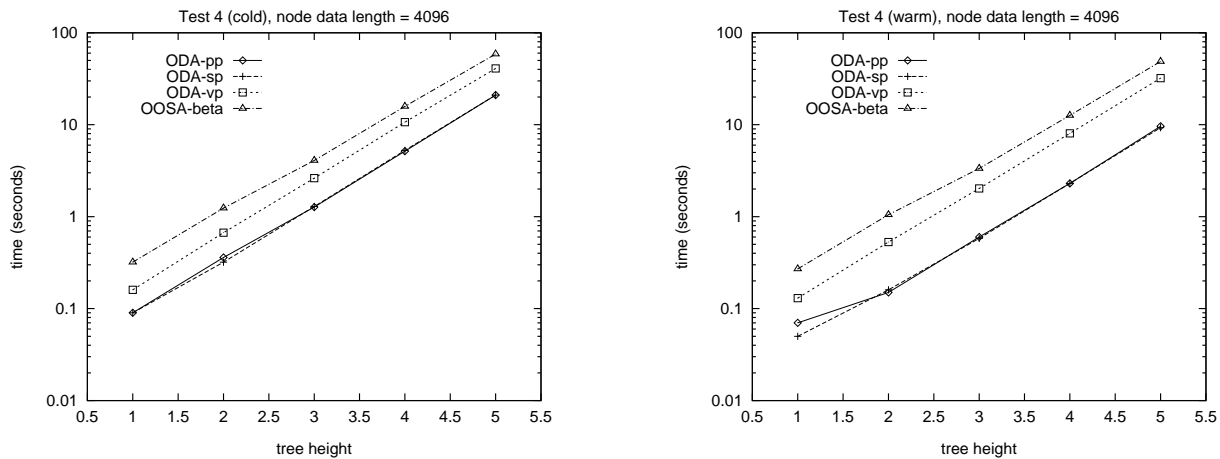 Test 4 (cold), node data length = 4096
100
10
1
0.1
0.01
time (seconds)
ODA-pp
ODA-sp
ODA-vp
OOSA-beta
0.5 1 1.5 2 2.5 3 3.5 4 4.5 5 5.5
tree height
Test 4 (warm), node data length = 4096
100
10
1
0.1
0.01
time (seconds)
ODA-pp
ODA-sp
ODA-vp
OOSA-beta
0.5 1 1.5 2 2.5 3 3.5 4 4.5 5 5.5
tree height